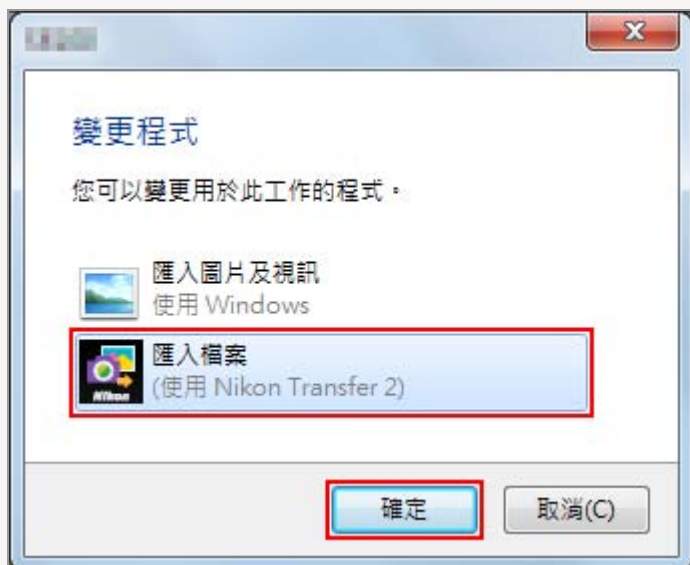 變更程式
您可以變更用於此工作的程式。
匯入圖片及視訊
使用 Windows
匯入檔案
(使用 Nikon Transfer 2)
Nikon
確定
取消(C)